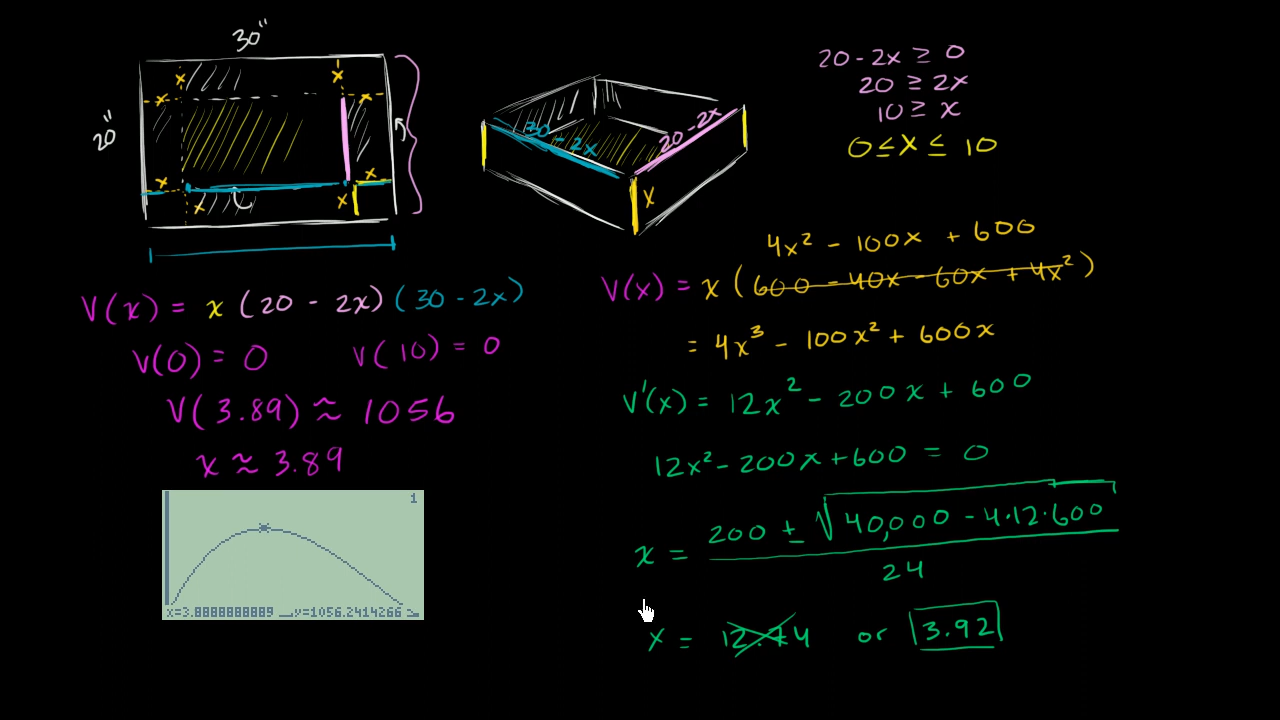 30"
20"
x x
x x
x x
x x
30 - 2x 20 - 2x
x
20 - 2x ≥ 0
20 ≥ 2x
10 ≥ x
0 ≤ x ≤ 10
V(x) = x (20 - 2x) (30 - 2x)
V(0) = 0 V(10) = 0
V(3.89) ≈ 1056
x ≈ 3.89
1
x=3.8888888889 y=1056.2414266
4x² - 100x + 600
V(x) = x (600 - 40x - 60x + 4x²)
= 4x³ - 100x² + 600x
V'(x) = 12x² - 200x + 600
12x² - 200x + 600 = 0
x = 200 ± √40,000 - 4·12·600
24
x = 12.74 or 3.92